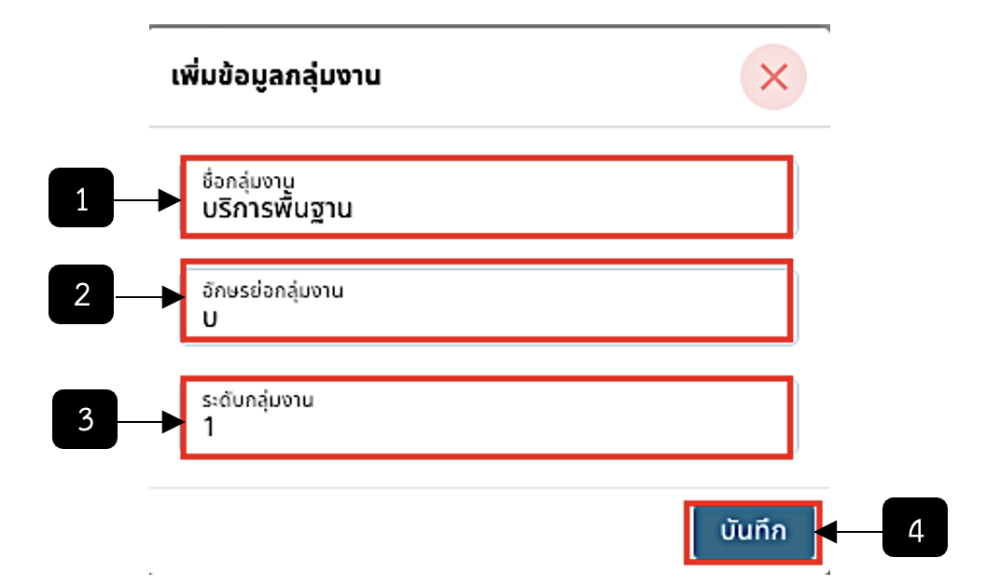 เพิ่มข้อมูลกลุ่มงาน
1
ชื่อกลุ่มงาน
บริการพื้นฐาน
2
อักษรย่อกลุ่มงาน
บ
3
ระดับกลุ่มงาน
1
บันทึก
4